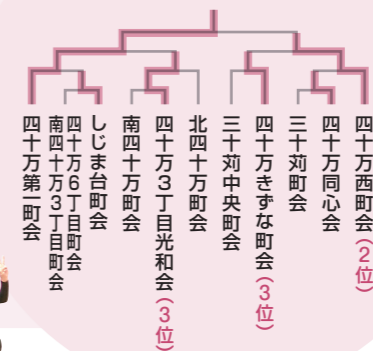 四十万第一町会
南四十万3丁目町会
四十万6丁目町会
しじま台町会
南四十万町会
四十万3丁目光和会(3位)
北四十万町会
三十苅中央町会
四十万きずな町会(3位)
三十苅町会
四十万同心会
四十万西町会(2位)